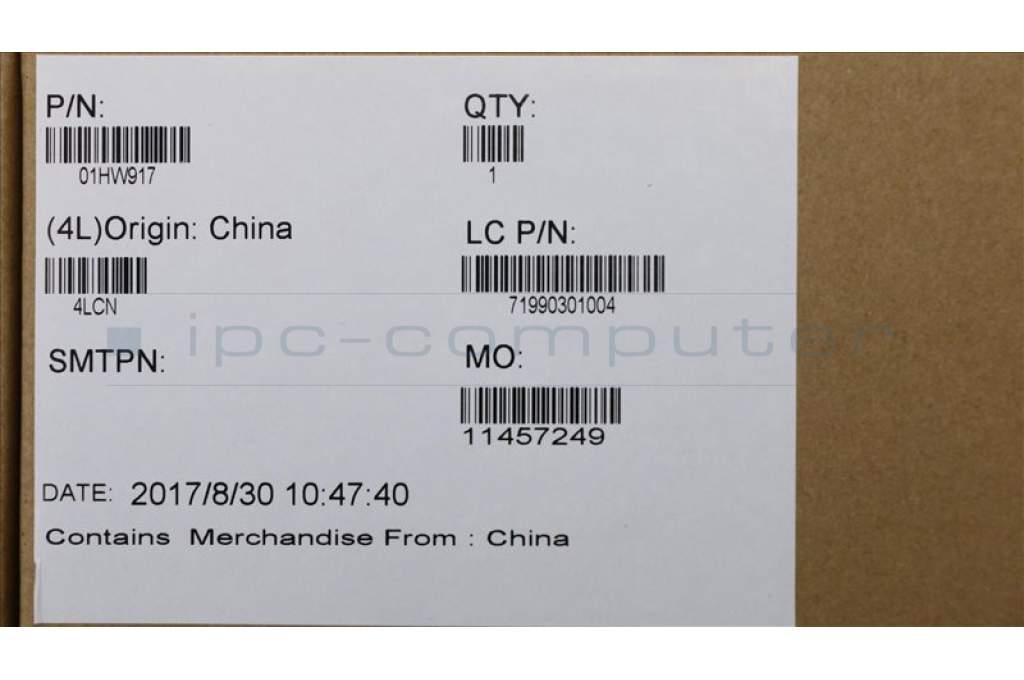 P/N:
01HW917
QTY:
1
(4L)Origin: China
4LCN
LC P/N:
71990301004
ipc-computer
SMTPN:
MO:
11457249
DATE: 2017/8/30 10:47:40
Contains Merchandise From : China